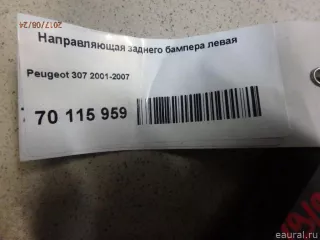 2017/08/24
Направляющая заднего бампера левая
Peugeot 307 2001-2007
70 115 959
eaural.ru